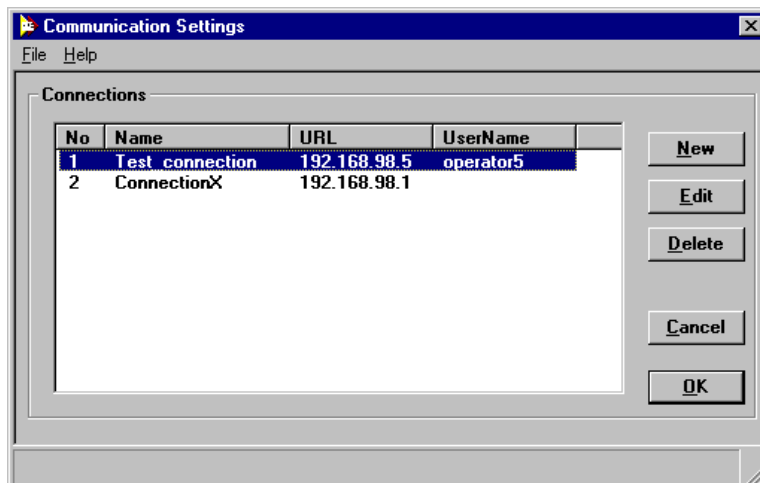 Communication Settings
File Help
Connections
No Name URL UserName
1 Test_connection 192.168.98.5 operator5
2 ConnectionX 192.168.98.1
New
Edit
Delete
Cancel
OK